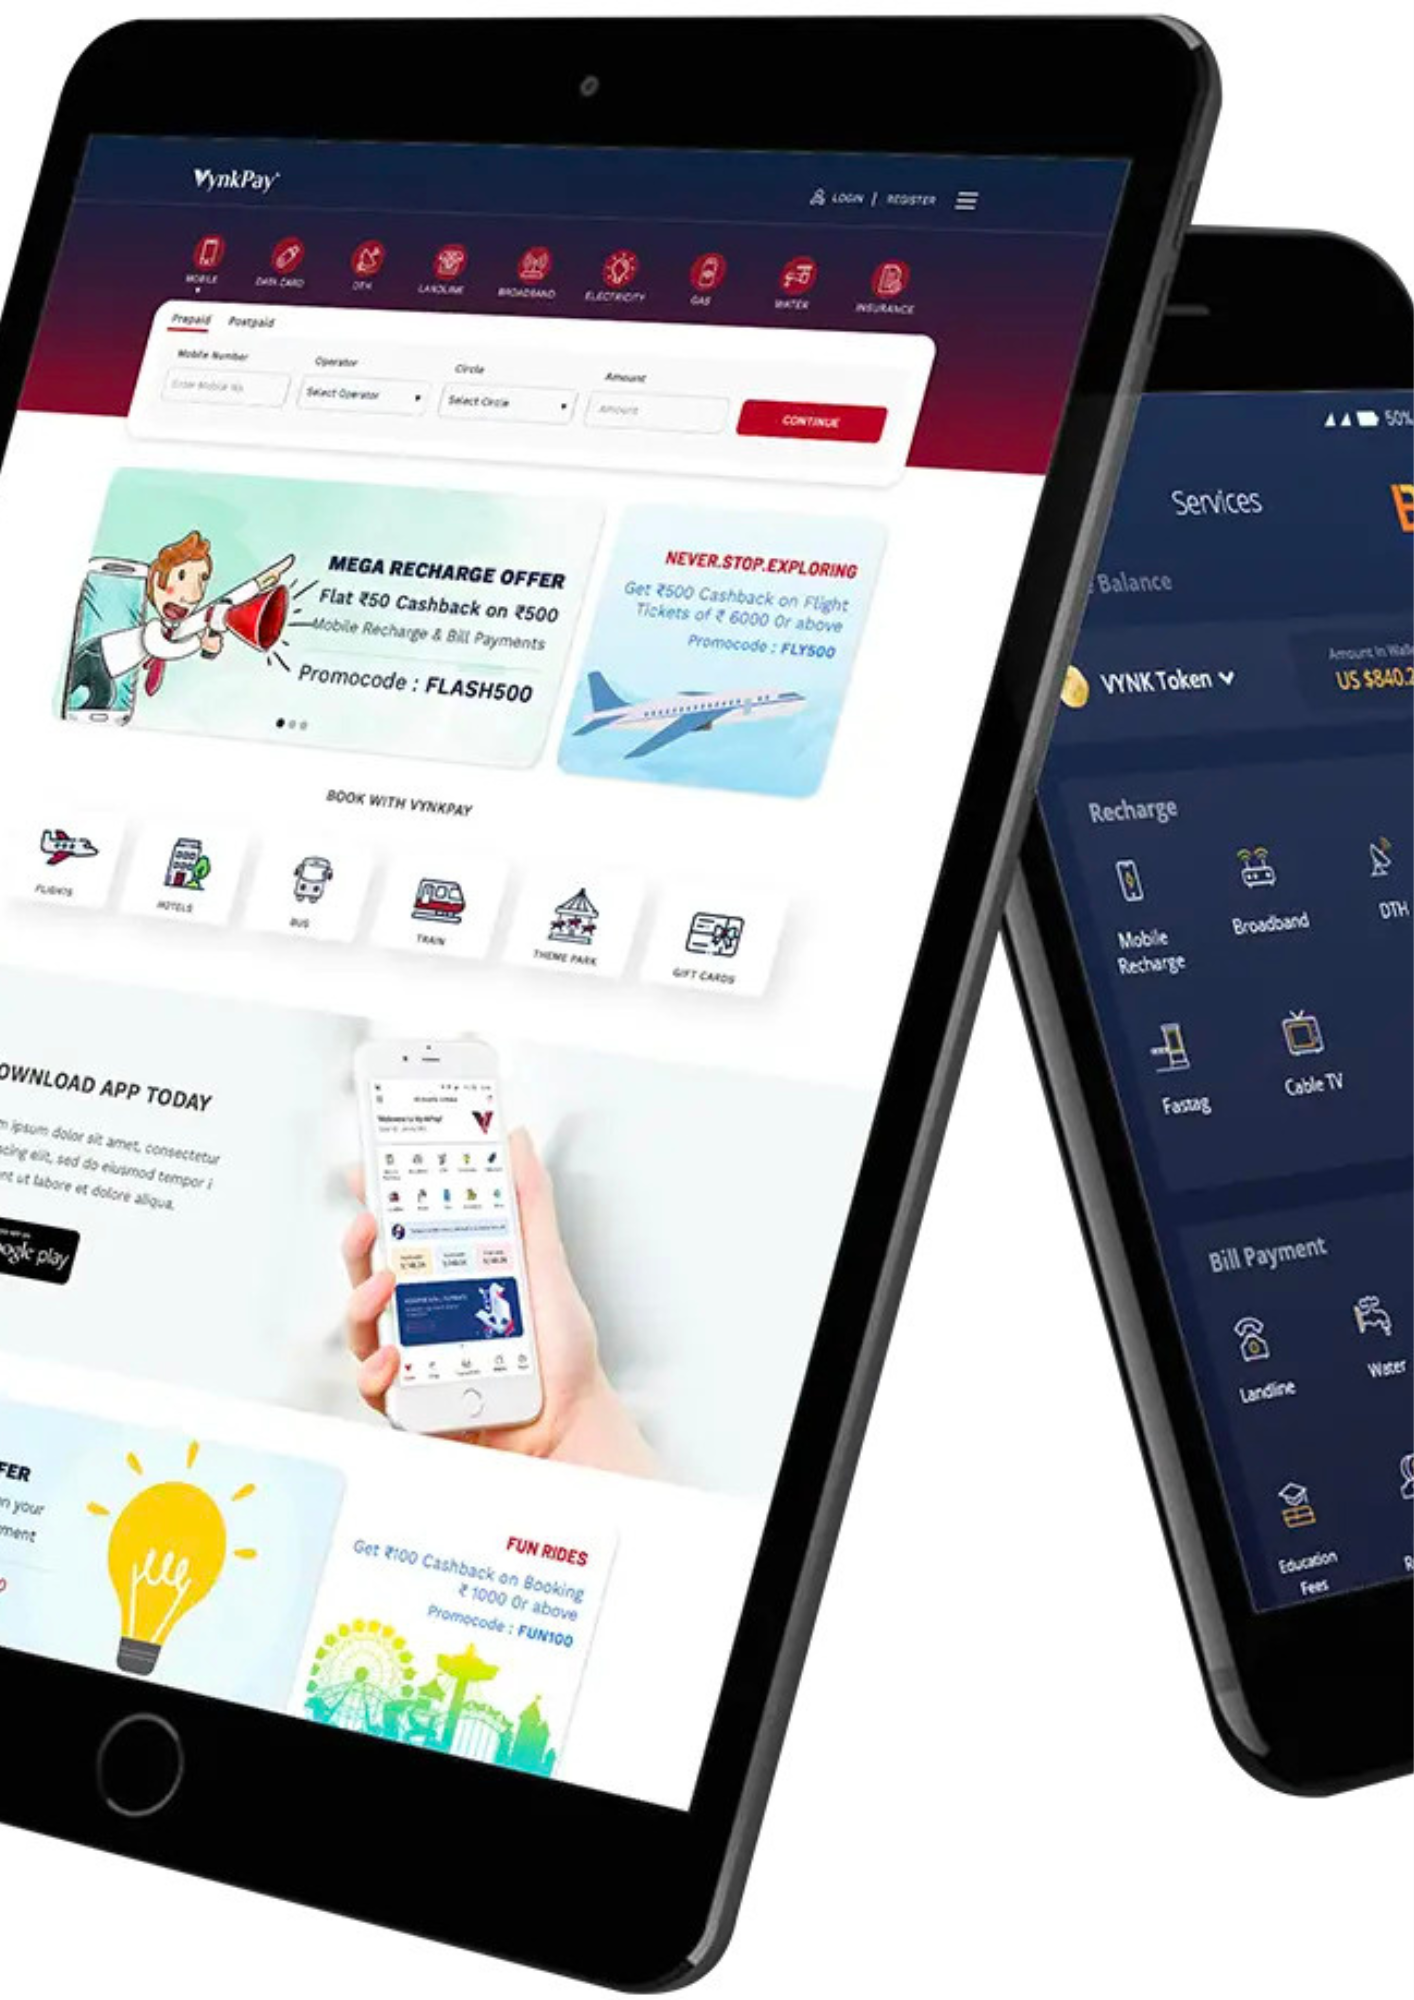 VynkPay
LOGIN | REGISTER
MOBILE
DATA CARD
DTH
LANDLINE
BROADBAND
ELECTRICITY
GAS
WATER
INSURANCE
Prepaid Postpaid
Mobile Number
Operator
Circle
Amount
Enter Mobile No.
Select Operator
Select Circle
Amount
CONTINUE
MEGA RECHARGE OFFER
Flat ₹50 Cashback on ₹500
Mobile Recharge & Bill Payments
Promocode : FLASH500
NEVER.STOP.EXPLORING
Get ₹500 Cashback on Flight
Tickets of ₹ 6000 Or above
Promocode : FLY500
BOOK WITH VYNKPAY
FLIGHTS
HOTELS
BUS
TRAIN
THEME PARK
GIFT CARDS
OWNLOAD APP TODAY
m ipsum dolor sit amet, consectetur
scing elit, sed do eiusmod tempor i
nt ut labore et dolore aliqua.
ogle play
Welcome to VynkPay!
FER
n your
ment
FUN RIDES
Get ₹100 Cashback on Booking
₹ 1000 Or above
Promocode : FUN100
50%
Services
Balance
VYNK Token
Amount in Walle
US $840.2
Recharge
Mobile
Recharge
Broadband
DTH
Fastag
Cable TV
Bill Payment
Landline
Water
Education
Fees